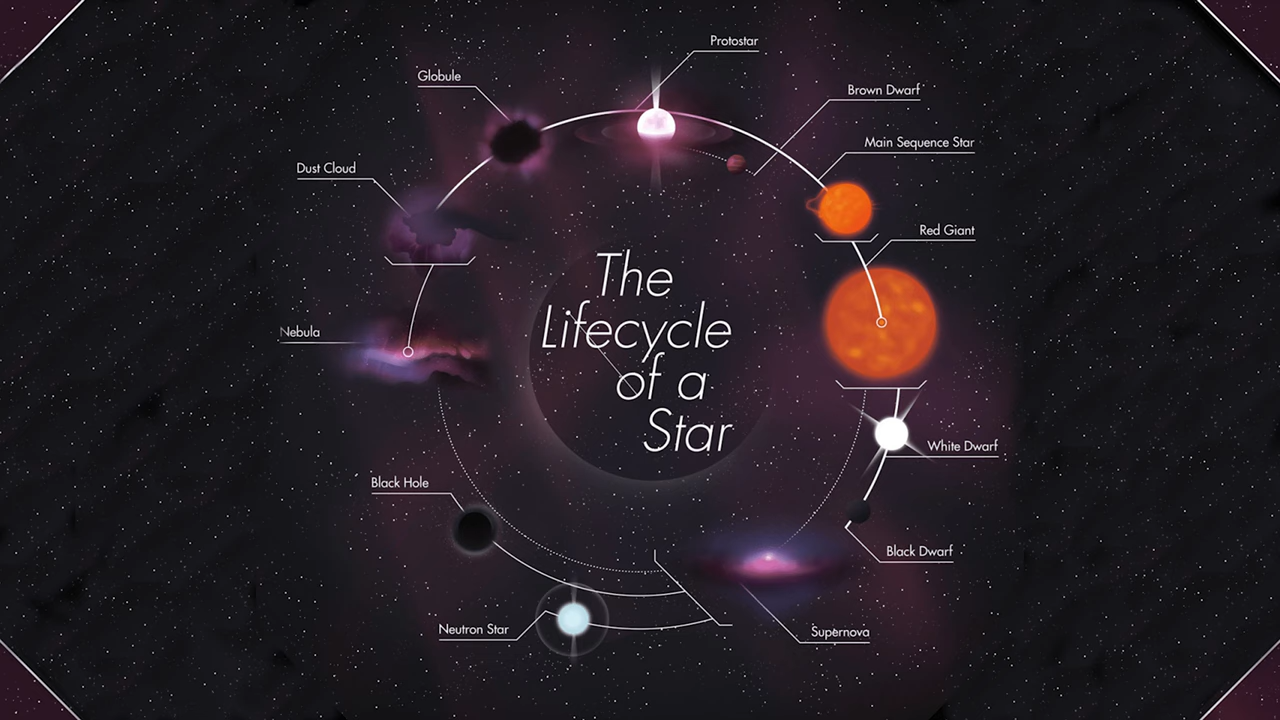 Protostar
Globule
Brown Dwarf
Main Sequence Star
Dust Cloud
Red Giant
The
Lifecycle
of a
Star
Nebula
White Dwarf
Black Hole
Black Dwarf
Neutron Star
Supernova